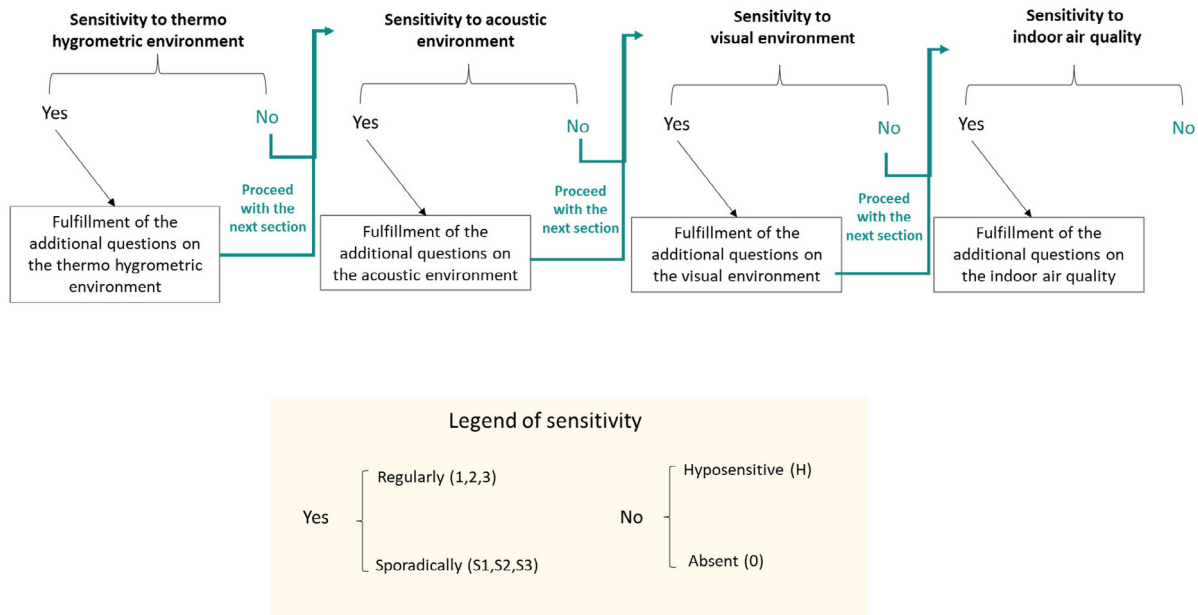 Sensitivity to thermo
hygrometric environment
Yes
No
Proceed
with the
next section
Fulfillment of the
additional questions on
the thermo hygrometric
environment
Sensitivity to acoustic
environment
Yes
No
Proceed
with the
next section
Fulfillment of the
additional questions on
the acoustic environment
Sensitivity to
visual environment
Yes
No
Proceed
with the
next section
Fulfillment of the
additional questions on
the visual environment
Sensitivity to
indoor air quality
Yes
No
Fulfillment of the
additional questions on
the indoor air quality
Legend of sensitivity
Yes
Regularly (1,2,3)
Sporadically (S1,S2,S3)
No
Hyposensitive (H)
Absent (0)